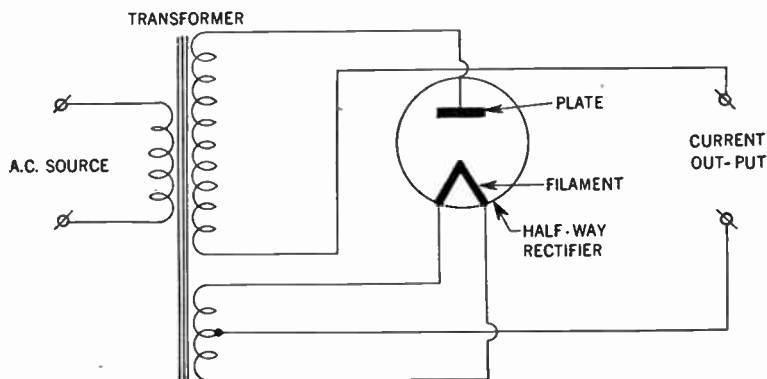 TRANSFORMER
PLATE
A.C. SOURCE
CURRENT
OUT-PUT
FILAMENT
HALF-WAY
RECTIFIER